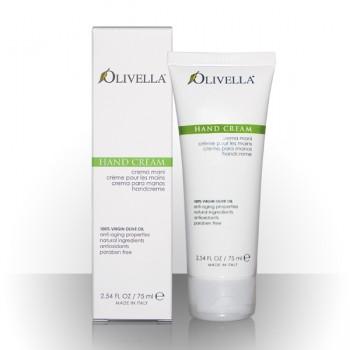 OLIVELLA
HAND CREAM
crema mani
crème pour les mains
crema para manos
handcreme
100% VIRGIN OLIVE OIL
anti-aging properties
natural ingredients
antioxidants
paraben free
2.54 fl OZ / 75 ml e
MADE IN ITALY
OLIVELLA
HAND CREAM
crema mani
crème pour les mains
crema para manos
handcreme
100% VIRGIN OLIVE OIL
anti-aging properties
natural ingredients
antioxidants
paraben free
2.54 fl OZ / 75 ml e
MADE IN ITALY